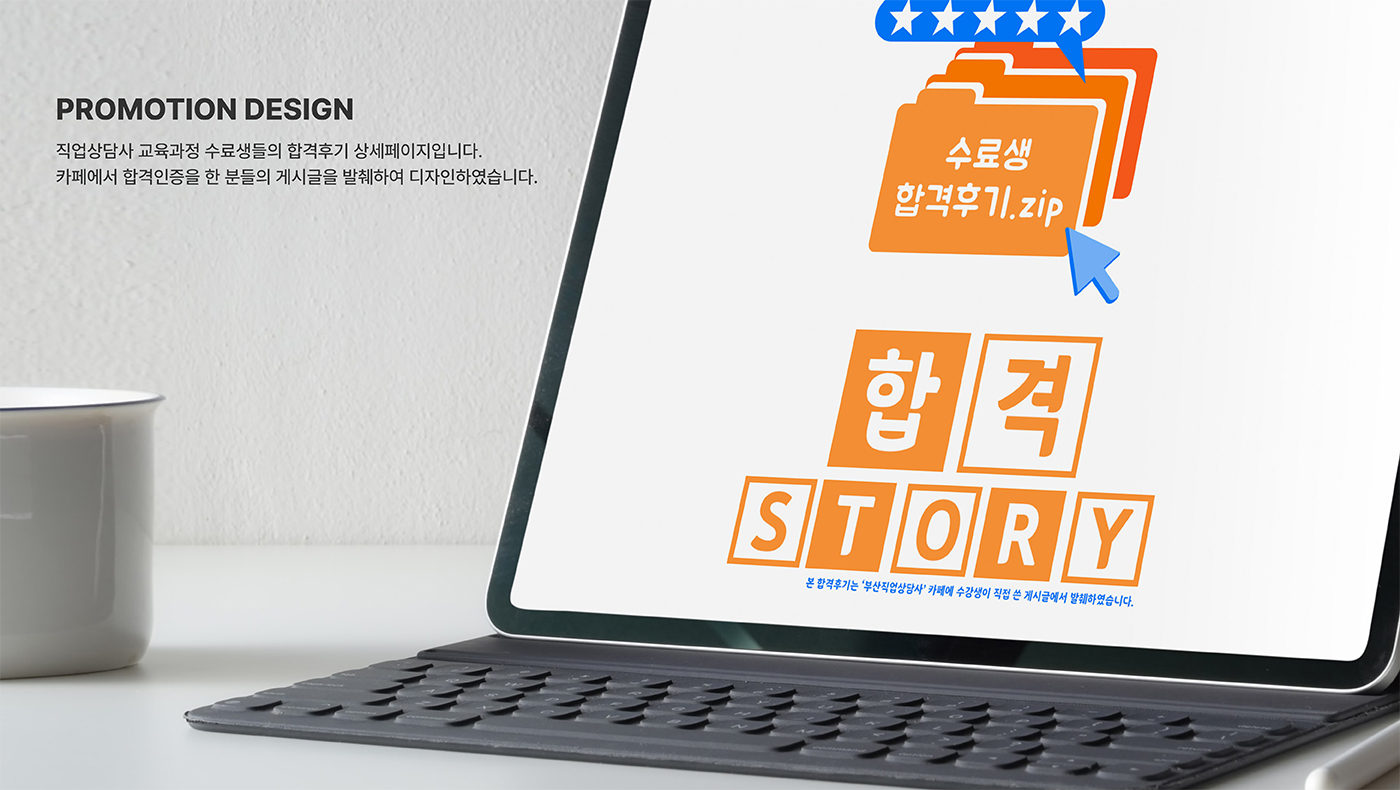 PROMOTION DESIGN
직업상담사 교육과정 수료생들의 합격후기 상세페이지입니다.
카페에서 합격인증을 한 분들의 게시글을 발췌하여 디자인하였습니다.
수료생
합격후기.zip
합격
STORY
본 합격후기는 ‘부산직업상담사’ 카페에 수강생이 직접 쓴 게시글에서 발췌하였습니다.